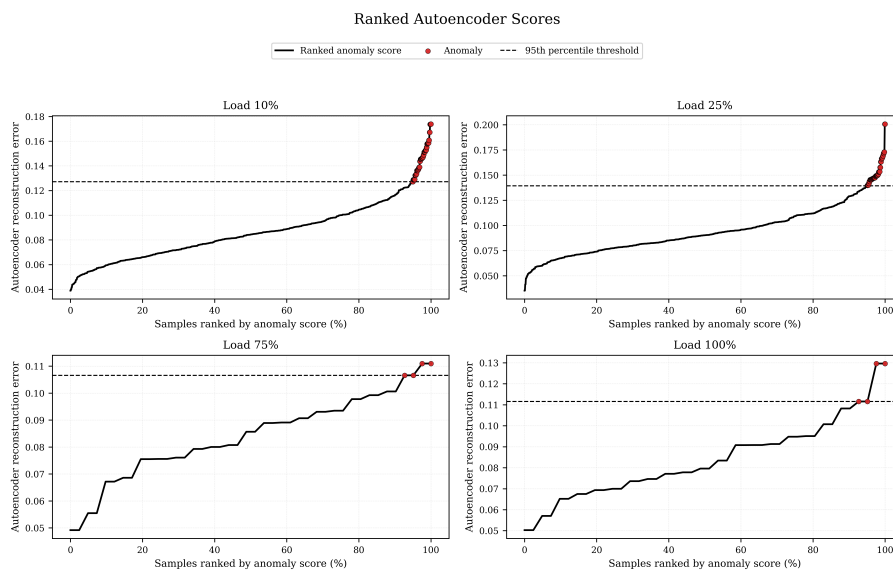 Ranked Autoencoder Scores
Ranked anomaly score Anomaly 95th percentile threshold
Load 10%
Autoencoder reconstruction error
0.18
0.16
0.14
0.12
0.10
0.08
0.06
0.04
0 20 40 60 80 100
Samples ranked by anomaly score (%)
Load 25%
Autoencoder reconstruction error
0.200
0.175
0.150
0.125
0.100
0.075
0.050
0 20 40 60 80 100
Samples ranked by anomaly score (%)
Load 75%
Autoencoder reconstruction error
0.11
0.10
0.09
0.08
0.07
0.06
0.05
0 20 40 60 80 100
Samples ranked by anomaly score (%)
Load 100%
Autoencoder reconstruction error
0.13
0.12
0.11
0.10
0.09
0.08
0.07
0.06
0.05
0 20 40 60 80 100
Samples ranked by anomaly score (%)